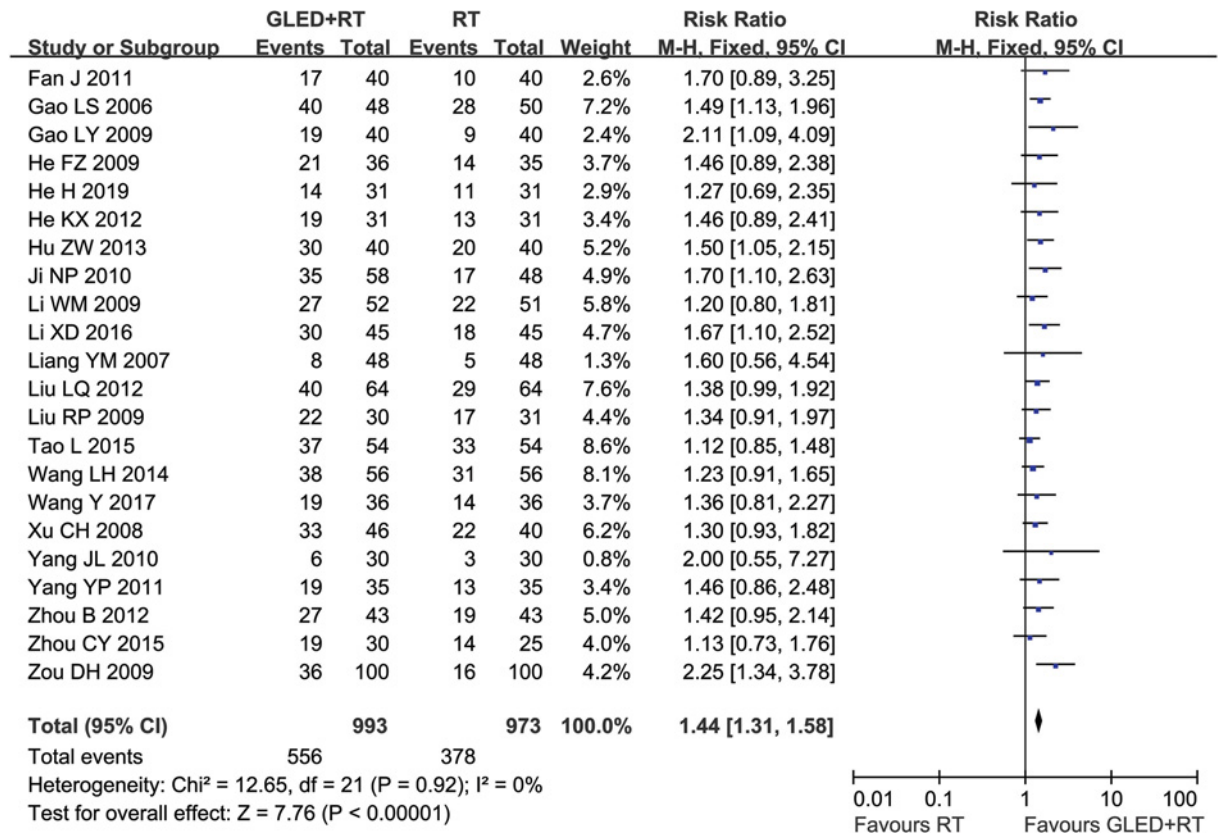 GLED+RT RT Risk Ratio Risk Ratio
Study or Subgroup Events Total Events Total Weight M-H, Fixed, 95% CI M-H, Fixed, 95% CI
Fan J 2011 17 40 10 40 2.6% 1.70 [0.89, 3.25]
Gao LS 2006 40 48 28 50 7.2% 1.49 [1.13, 1.96]
Gao LY 2009 19 40 9 40 2.4% 2.11 [1.09, 4.09]
He FZ 2009 21 36 14 35 3.7% 1.46 [0.89, 2.38]
He H 2019 14 31 11 31 2.9% 1.27 [0.69, 2.35]
He KX 2012 19 31 13 31 3.4% 1.46 [0.89, 2.41]
Hu ZW 2013 30 40 20 40 5.2% 1.50 [1.05, 2.15]
Ji NP 2010 35 58 17 48 4.9% 1.70 [1.10, 2.63]
Li WM 2009 27 52 22 51 5.8% 1.20 [0.80, 1.81]
Li XD 2016 30 45 18 45 4.7% 1.67 [1.10, 2.52]
Liang YM 2007 8 48 5 48 1.3% 1.60 [0.56, 4.54]
Liu LQ 2012 40 64 29 64 7.6% 1.38 [0.99, 1.92]
Liu RP 2009 22 30 17 31 4.4% 1.34 [0.91, 1.97]
Tao L 2015 37 54 33 54 8.6% 1.12 [0.85, 1.48]
Wang LH 2014 38 56 31 56 8.1% 1.23 [0.91, 1.65]
Wang Y 2017 19 36 14 36 3.7% 1.36 [0.81, 2.27]
Xu CH 2008 33 46 22 40 6.2% 1.30 [0.93, 1.82]
Yang JL 2010 6 30 3 30 0.8% 2.00 [0.55, 7.27]
Yang YP 2011 19 35 13 35 3.4% 1.46 [0.86, 2.48]
Zhou B 2012 27 43 19 43 5.0% 1.42 [0.95, 2.14]
Zhou CY 2015 19 30 14 25 4.0% 1.13 [0.73, 1.76]
Zou DH 2009 36 100 16 100 4.2% 2.25 [1.34, 3.78]
Total (95% CI) 993 973 100.0% 1.44 [1.31, 1.58]
Total events 556 378
Heterogeneity: Chi² = 12.65, df = 21 (P = 0.92); I² = 0%
Test for overall effect: Z = 7.76 (P < 0.00001)
0.01 0.1 1 10 100
Favours RT Favours GLED+RT